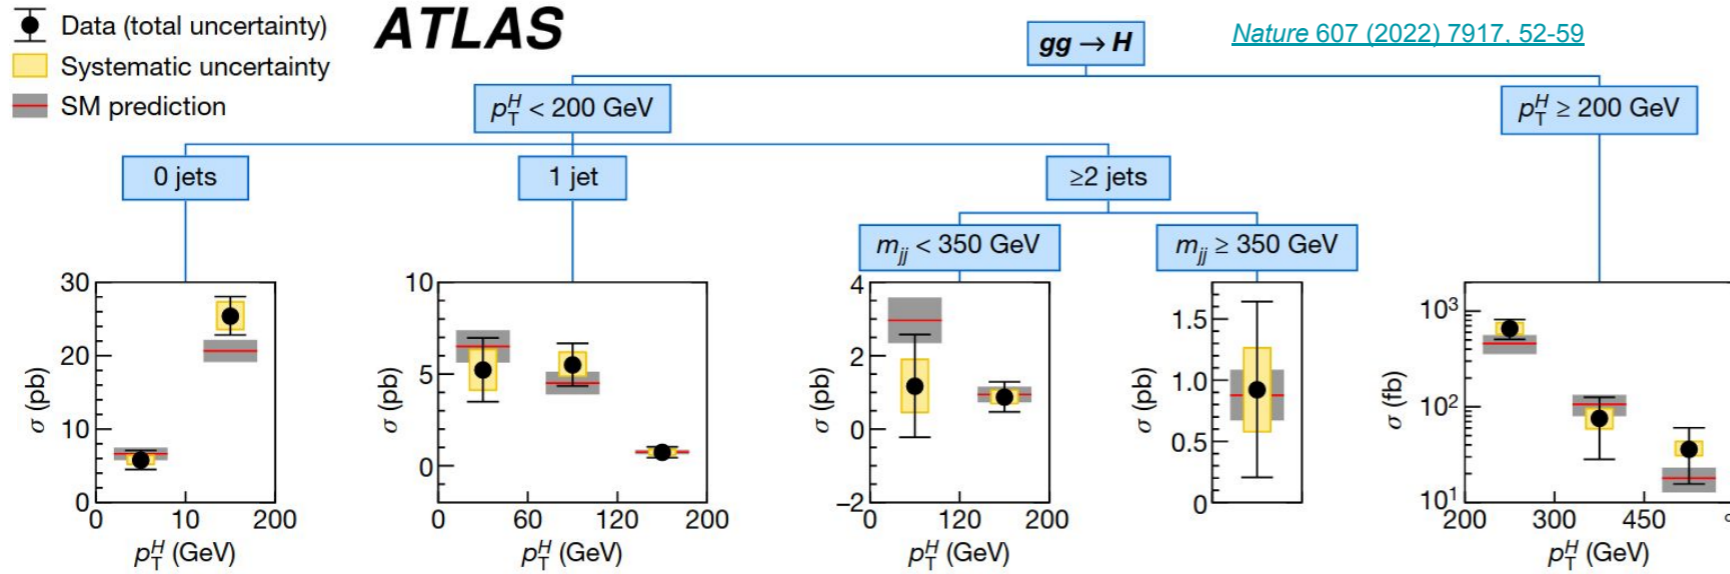 Data (total uncertainty)
Systematic uncertainty
SM prediction
ATLAS
gg → H
Nature 607 (2022) 7917, 52-59
p_T^H < 200 GeV
p_T^H ≥ 200 GeV
0 jets
1 jet
≥2 jets
m_jj < 350 GeV
m_jj ≥ 350 GeV
σ (pb)
30
20
10
0
0 10 200
p_T^H (GeV)
σ (pb)
10
5
0
0 60 120 200
p_T^H (GeV)
σ (pb)
4
2
0
−2
0 120 200
p_T^H (GeV)
σ (pb)
1.5
1.0
0.5
0
σ (fb)
10^3
10^2
10^1
200 300 450
p_T^H (GeV)